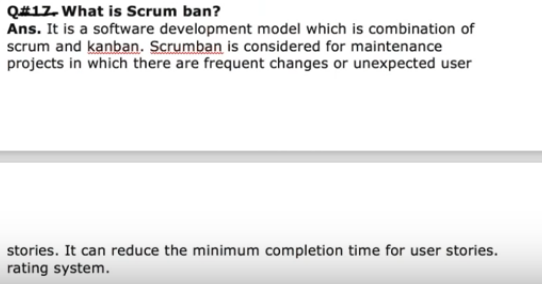 Q#17. What is Scrum ban?
Ans. It is a software development model which is combination of
scrum and kanban. Scrumban is considered for maintenance
projects in which there are frequent changes or unexpected user
stories. It can reduce the minimum completion time for user stories.
rating system.